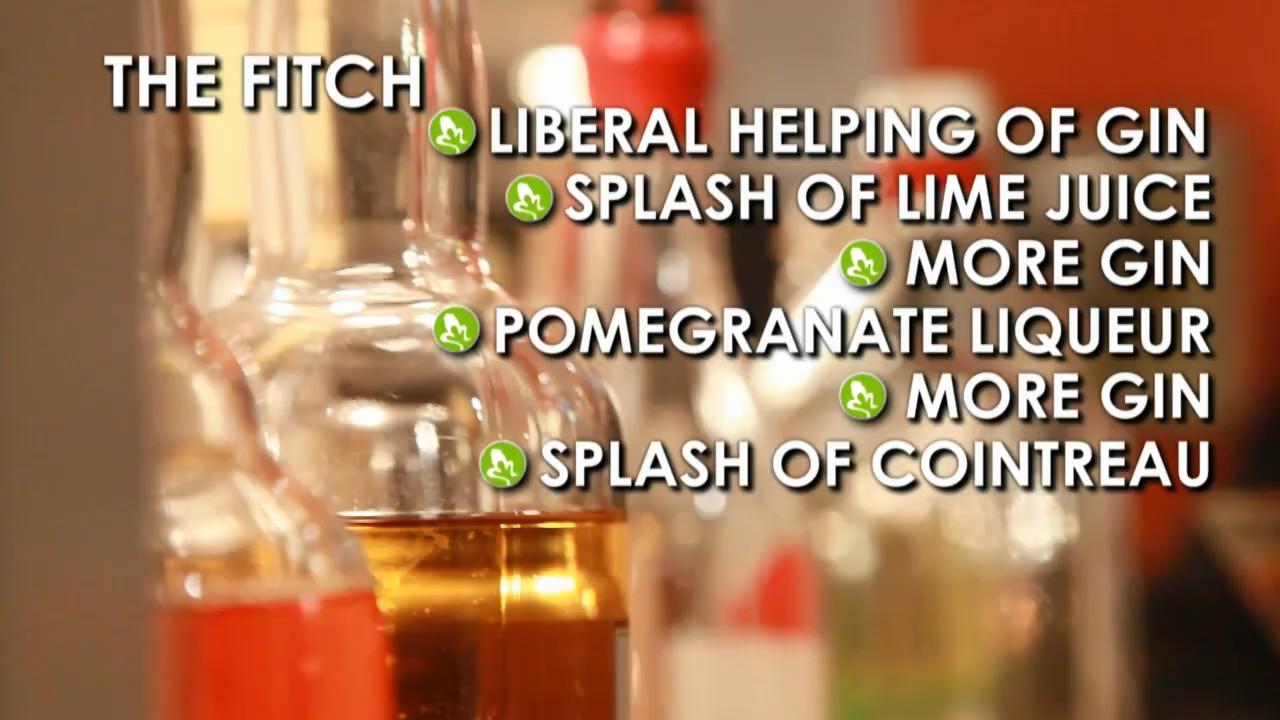 THE FITCH
LIBERAL HELPING OF GIN
SPLASH OF LIME JUICE
MORE GIN
POMEGRANATE LIQUEUR
MORE GIN
SPLASH OF COINTREAU